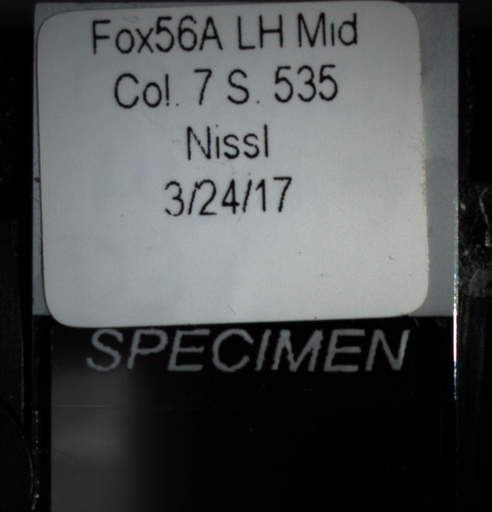 Fox56A LH Mid
Col. 7 S. 535
Nissl
3/24/17
SPECIMEN